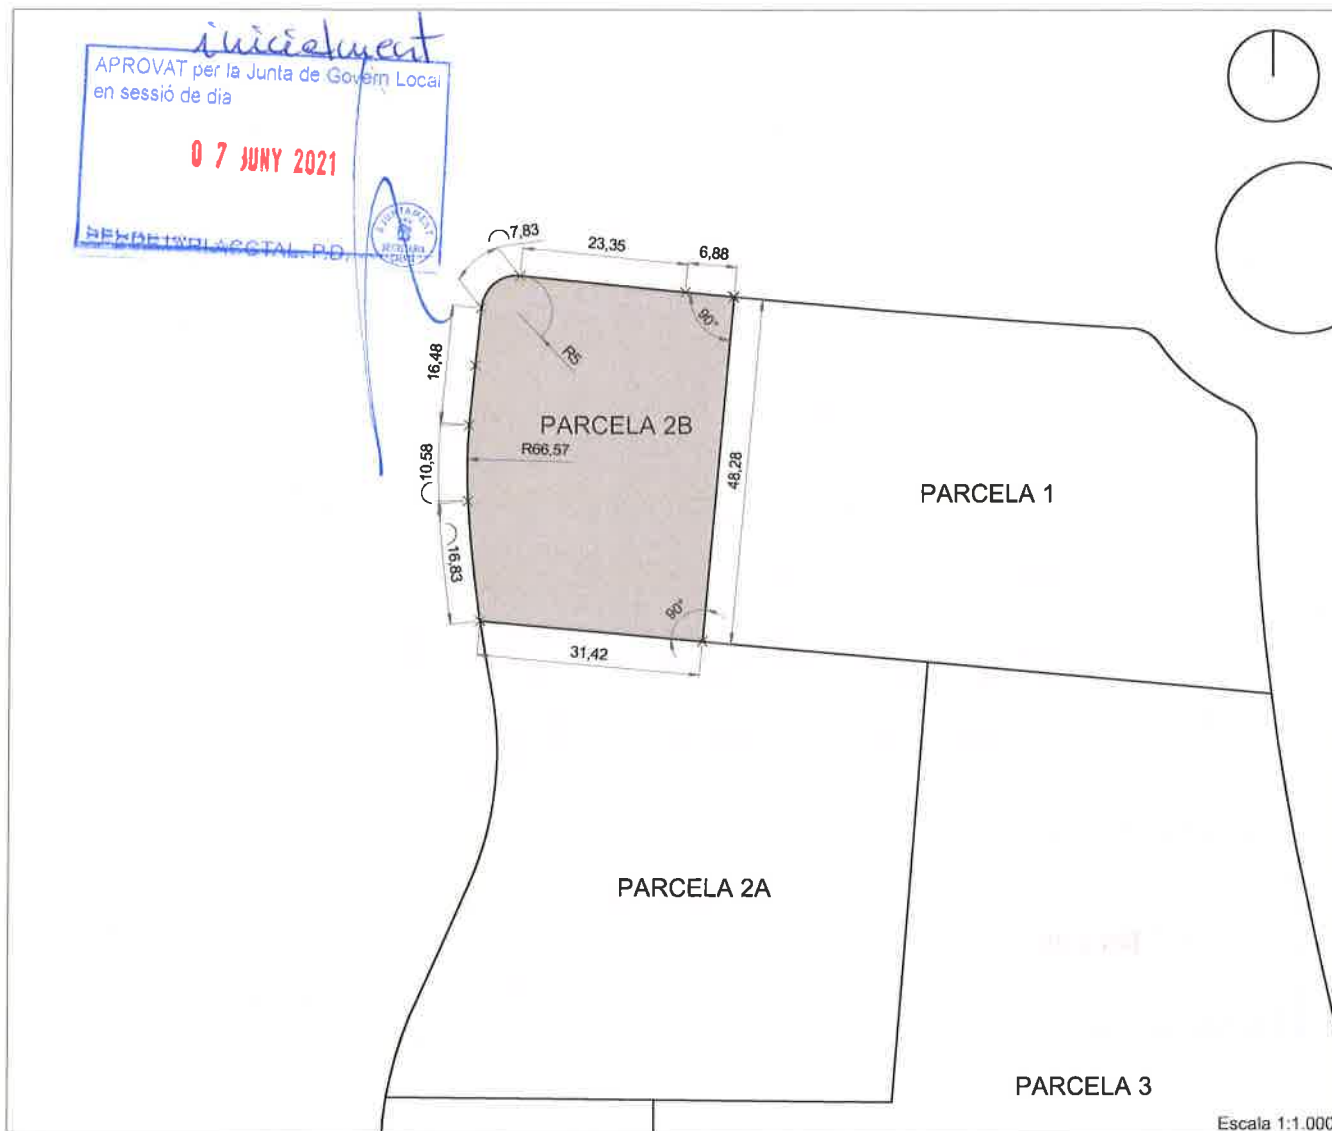 inicialment
APROVAT per la Junta de Govern Local
en sessió de dia
0 7 JUNY 2021
ACCTAL. P.D.
AJUNTAMENT
7,83
23,35
6,88
90°
R5
16,48
PARCELA 2B
R66,57
10,58
48,28
PARCELA 1
16,83
90°
31,42
PARCELA 2A
PARCELA 3
Escala 1:1.000